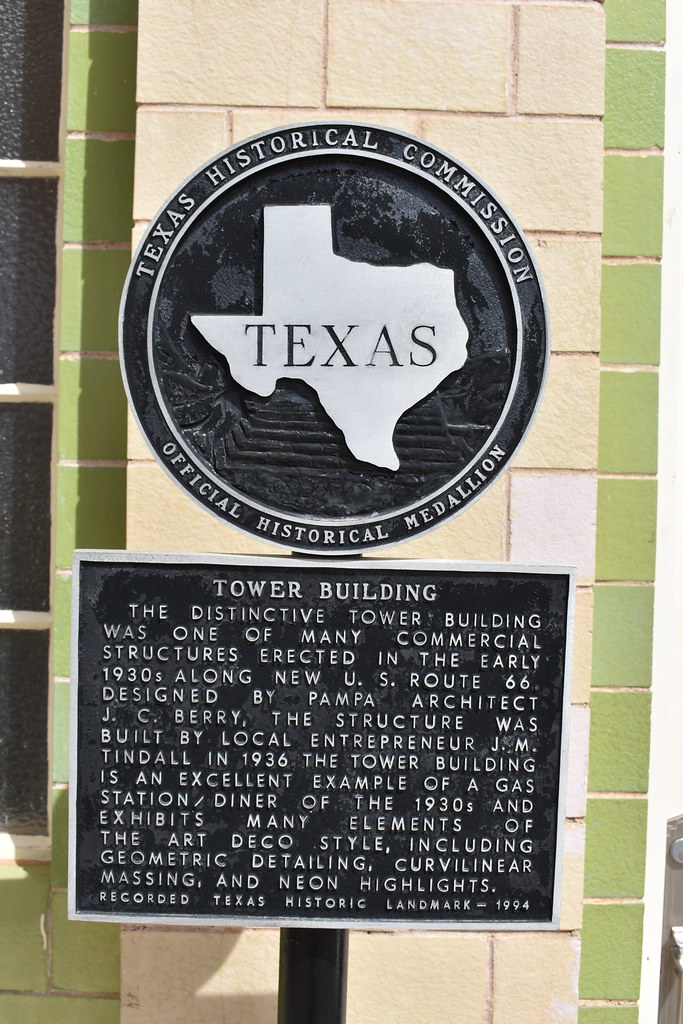 TEXAS HISTORICAL COMMISSION
TEXAS
OFFICIAL HISTORICAL MEDALLION
TOWER BUILDING
THE DISTINCTIVE TOWER BUILDING
WAS ONE OF MANY COMMERCIAL
STRUCTURES ERECTED IN THE EARLY
1930s ALONG NEW U. S. ROUTE 66.
DESIGNED BY PAMPA ARCHITECT
J. C. BERRY, THE STRUCTURE WAS
BUILT BY LOCAL ENTREPRENEUR J. M.
TINDALL IN 1936. THE TOWER BUILDING
IS AN EXCELLENT EXAMPLE OF A GAS
STATION/DINER OF THE 1930s AND
EXHIBITS MANY ELEMENTS OF
THE ART DECO STYLE, INCLUDING
GEOMETRIC DETAILING, CURVILINEAR
MASSING, AND NEON HIGHLIGHTS.
RECORDED TEXAS HISTORIC LANDMARK – 1994